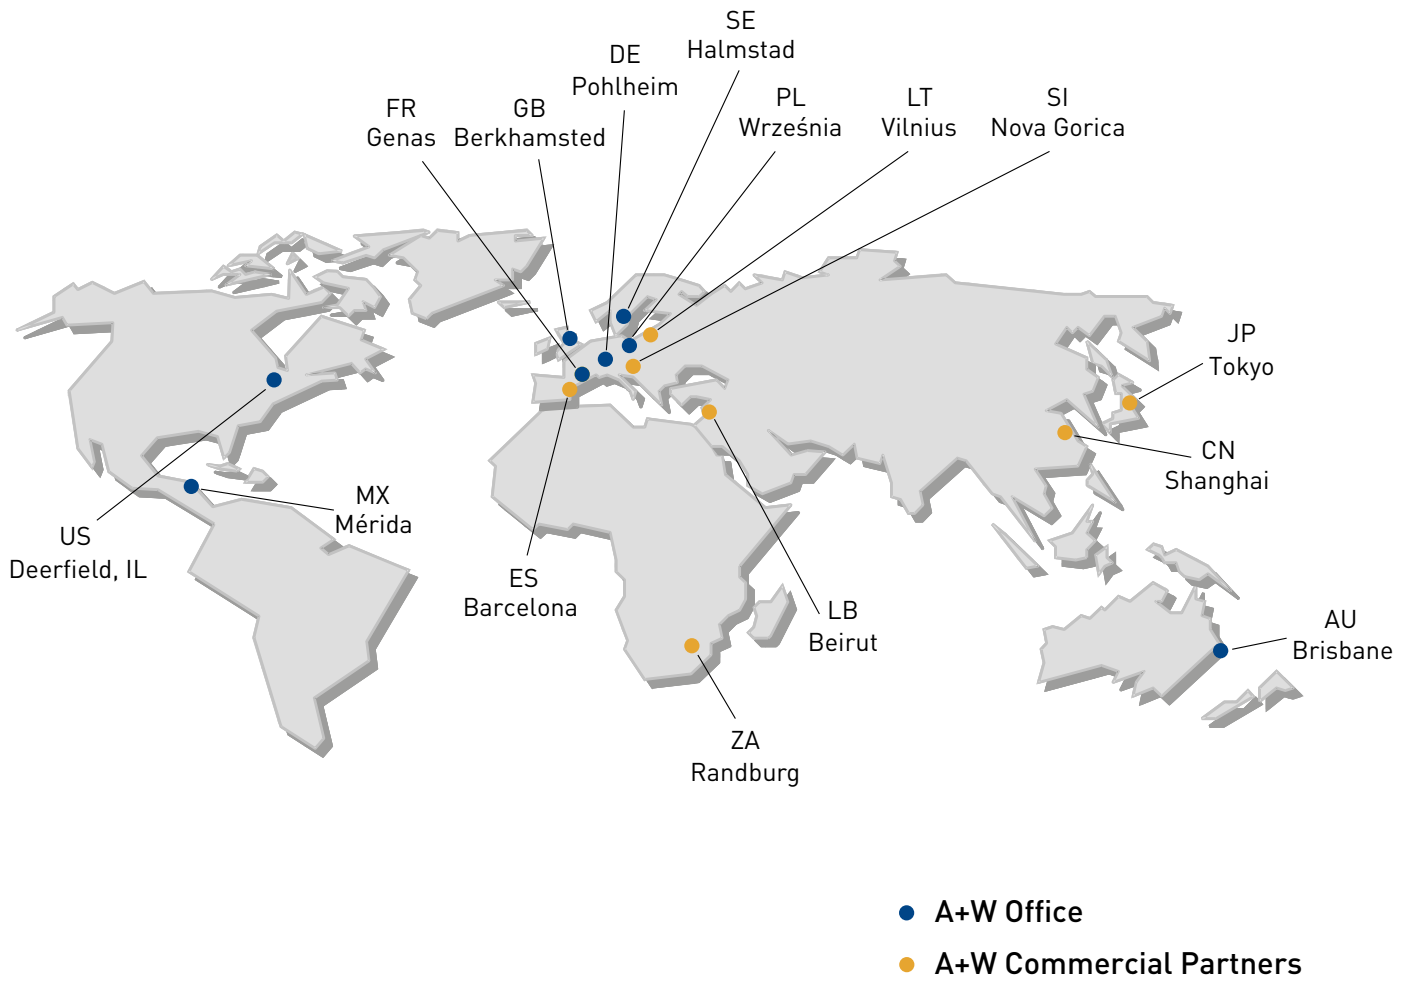 SE
Halmstad
DE
Pohlheim
FR
Genas
GB
Berkhamsted
PL
Września
LT
Vilnius
SI
Nova Gorica
JP
Tokyo
CN
Shanghai
MX
Mérida
US
Deerfield, IL
ES
Barcelona
LB
Beirut
AU
Brisbane
ZA
Randburg
A+W Office
A+W Commercial Partners